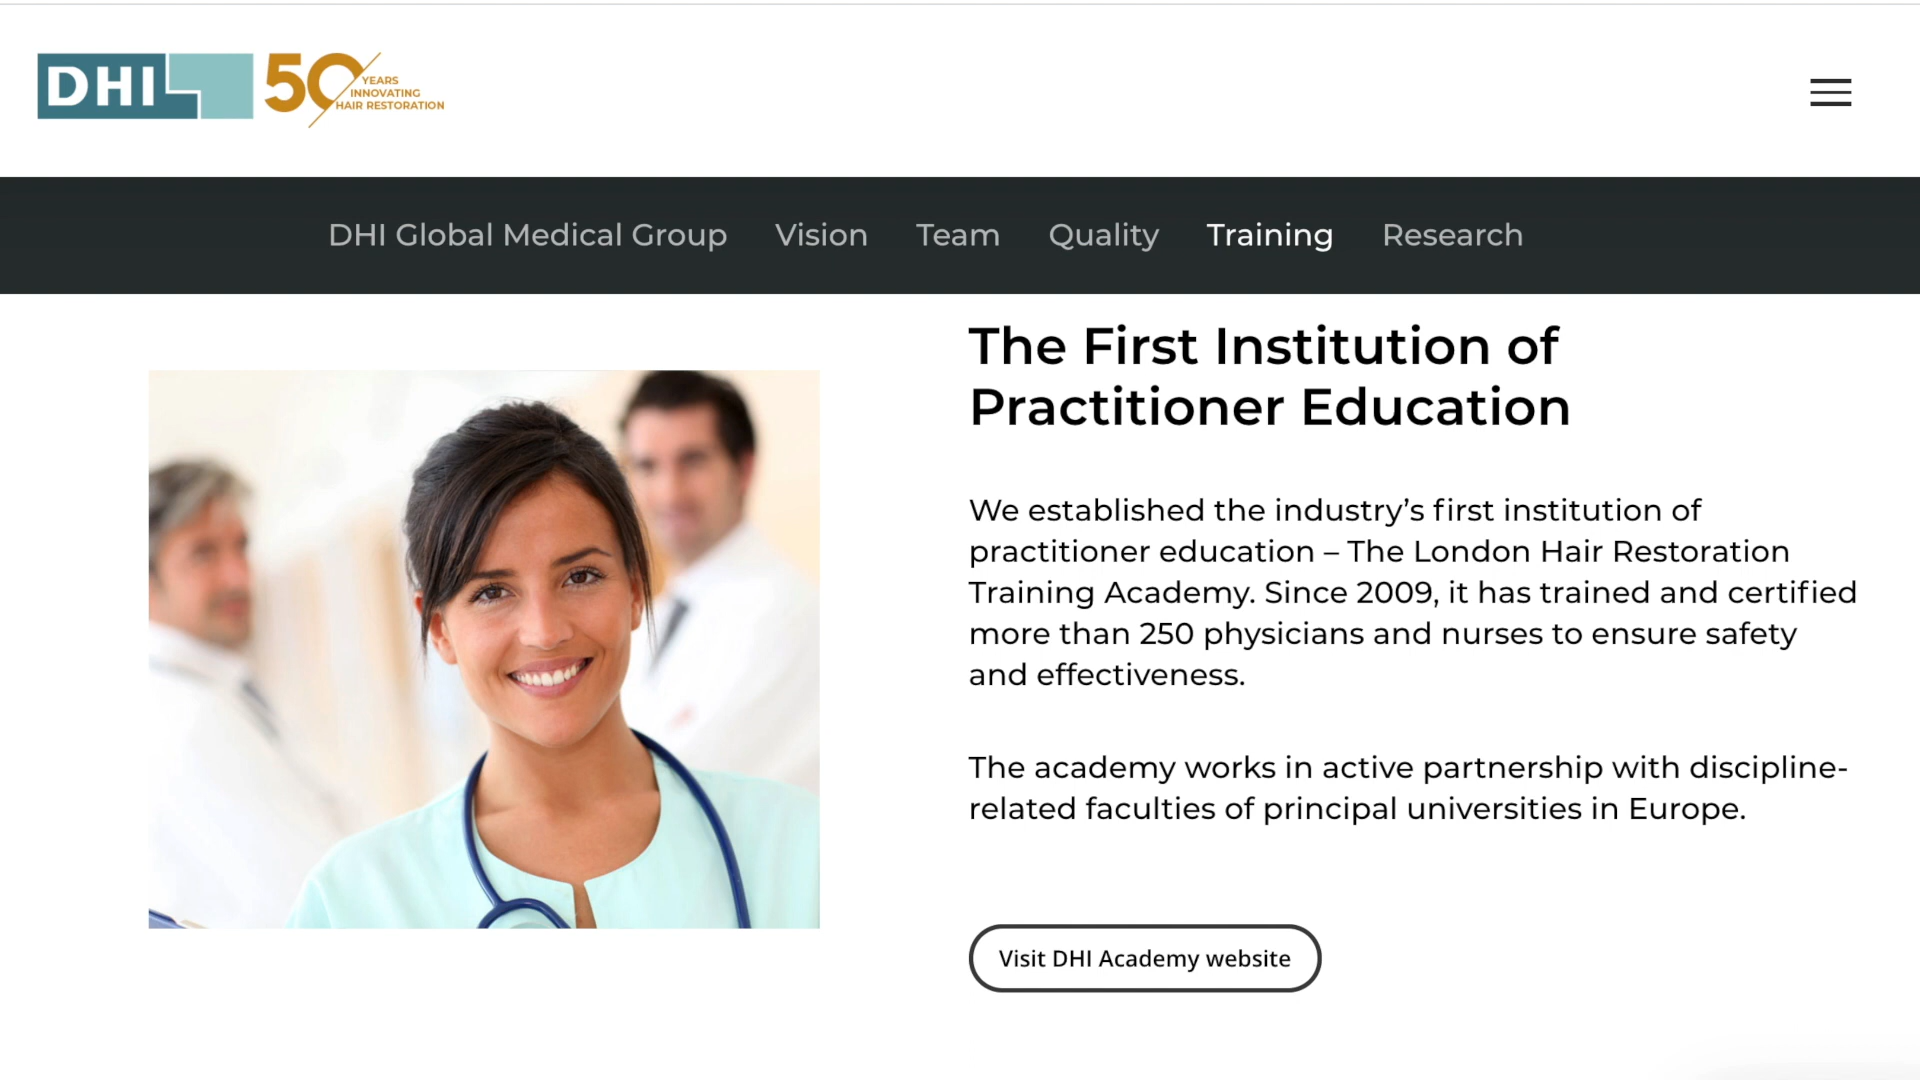 DHI
50 YEARS
INNOVATING
HAIR RESTORATION
DHI Global Medical Group Vision Team Quality Training Research
The First Institution of
Practitioner Education
We established the industry’s first institution of
practitioner education – The London Hair Restoration
Training Academy. Since 2009, it has trained and certified
more than 250 physicians and nurses to ensure safety
and effectiveness.
The academy works in active partnership with discipline-
related faculties of principal universities in Europe.
Visit DHI Academy website